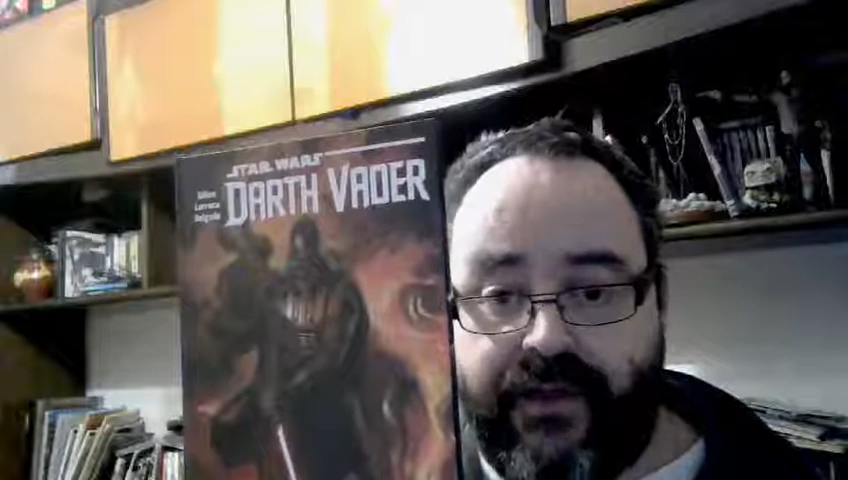 STAR WARS
DARTH VADER
Gillen
Larroca
Delgado